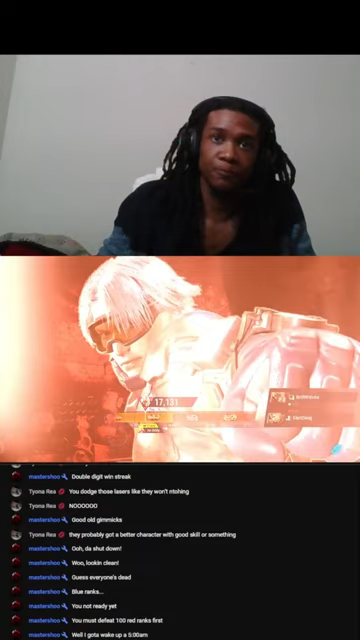 17,131
mastershoo Double digit win streak
Tyona Rea You dodge those lasers like they won't ntohing
Tyona Rea NOOOOOO
mastershoo Good old gimmicks
Tyona Rea they probably got a better character with good skill or something
mastershoo Ooh, da shut down!
mastershoo Woo, lookin clean!
mastershoo Guess everyone's dead
mastershoo Blue ranks...
mastershoo You not ready yet
mastershoo You must defeat 100 red ranks first
mastershoo Well I gota wake up a 5:00am